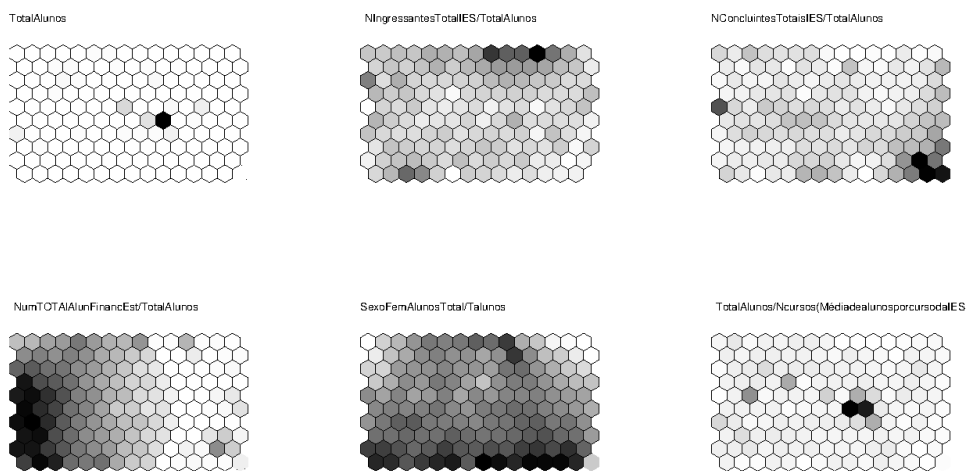 TotalAlunos
NIngressantesTotalIES/TotalAlunos
NConcluintesTotaisIES/TotalAlunos
NumTOTAlAlunFinancEst/TotalAlunos
SexoFemAlunosTotal/Talunos
TotalAlunos/Ncursos(MédiadealunosporcursodaIES